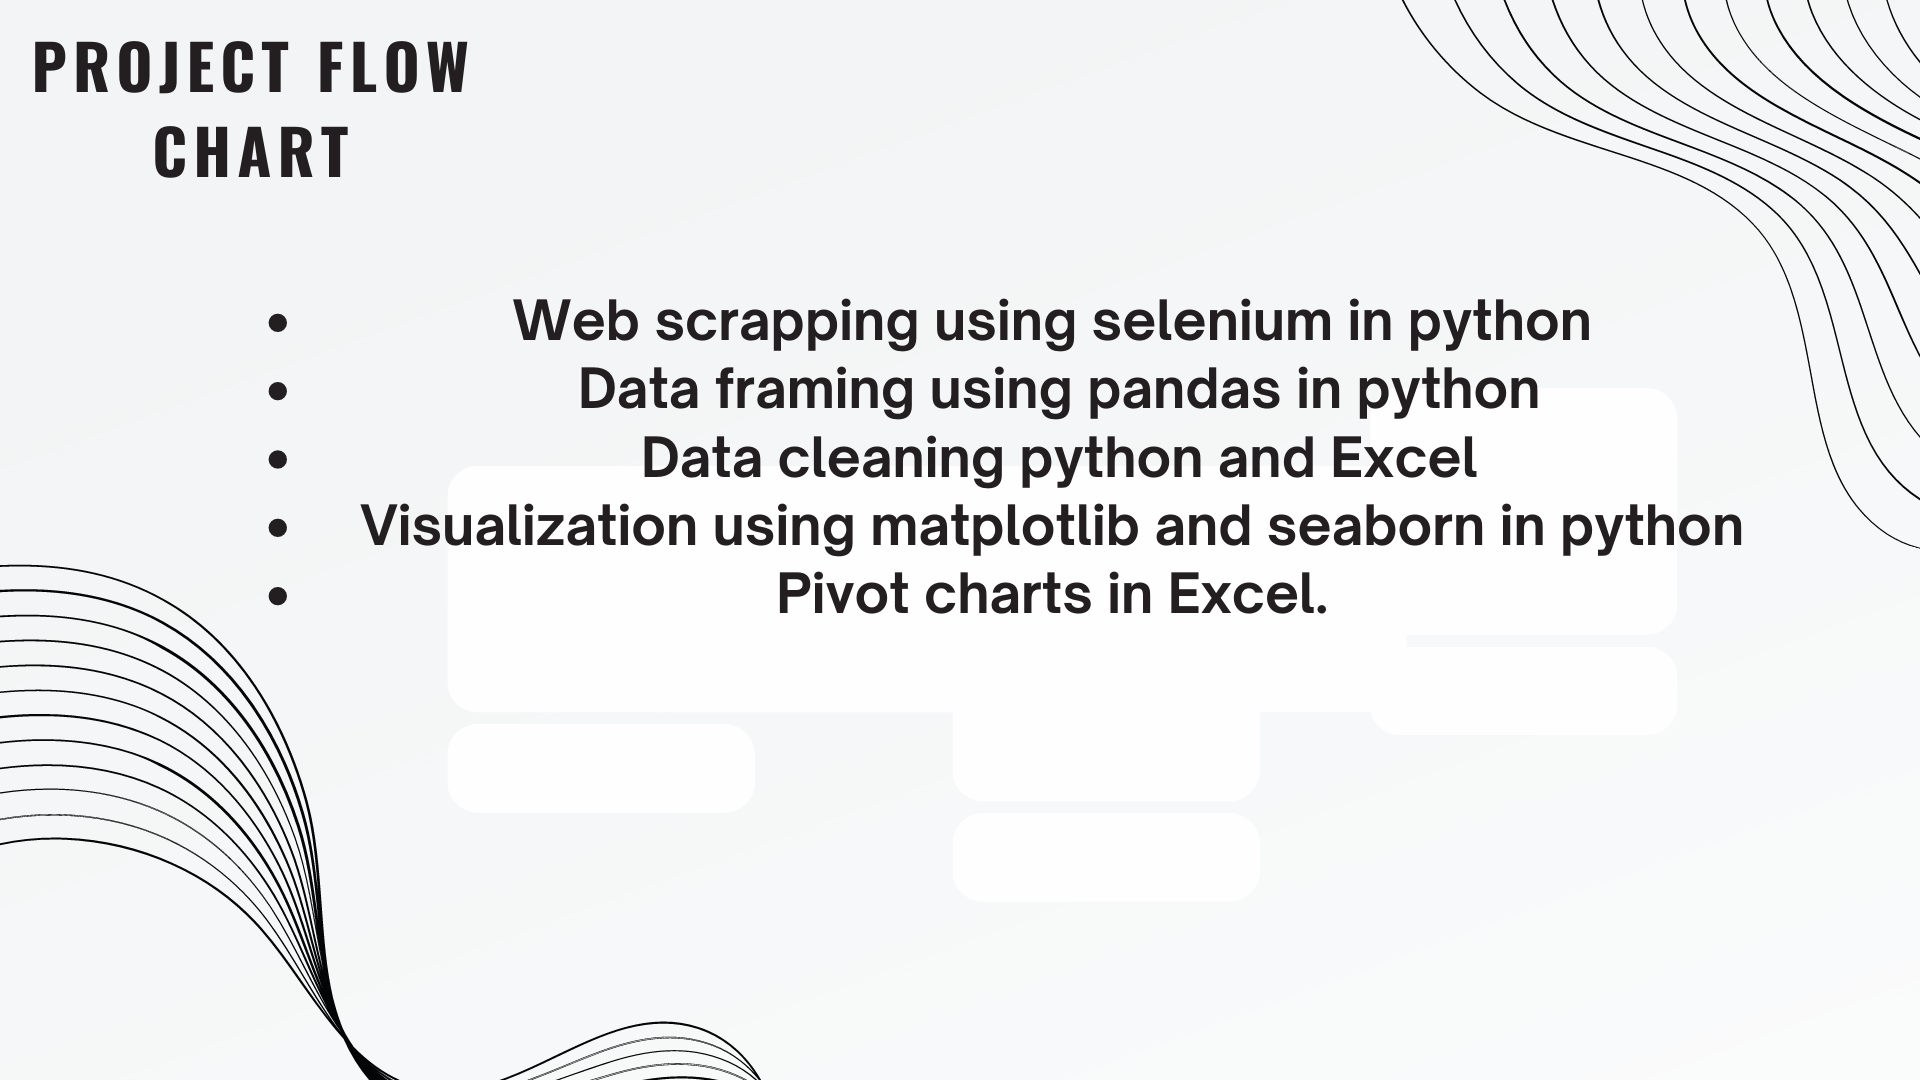 PROJECT FLOW
CHART
• Web scrapping using selenium in python
• Data framing using pandas in python
• Data cleaning python and Excel
• Visualization using matplotlib and seaborn in python
• Pivot charts in Excel.